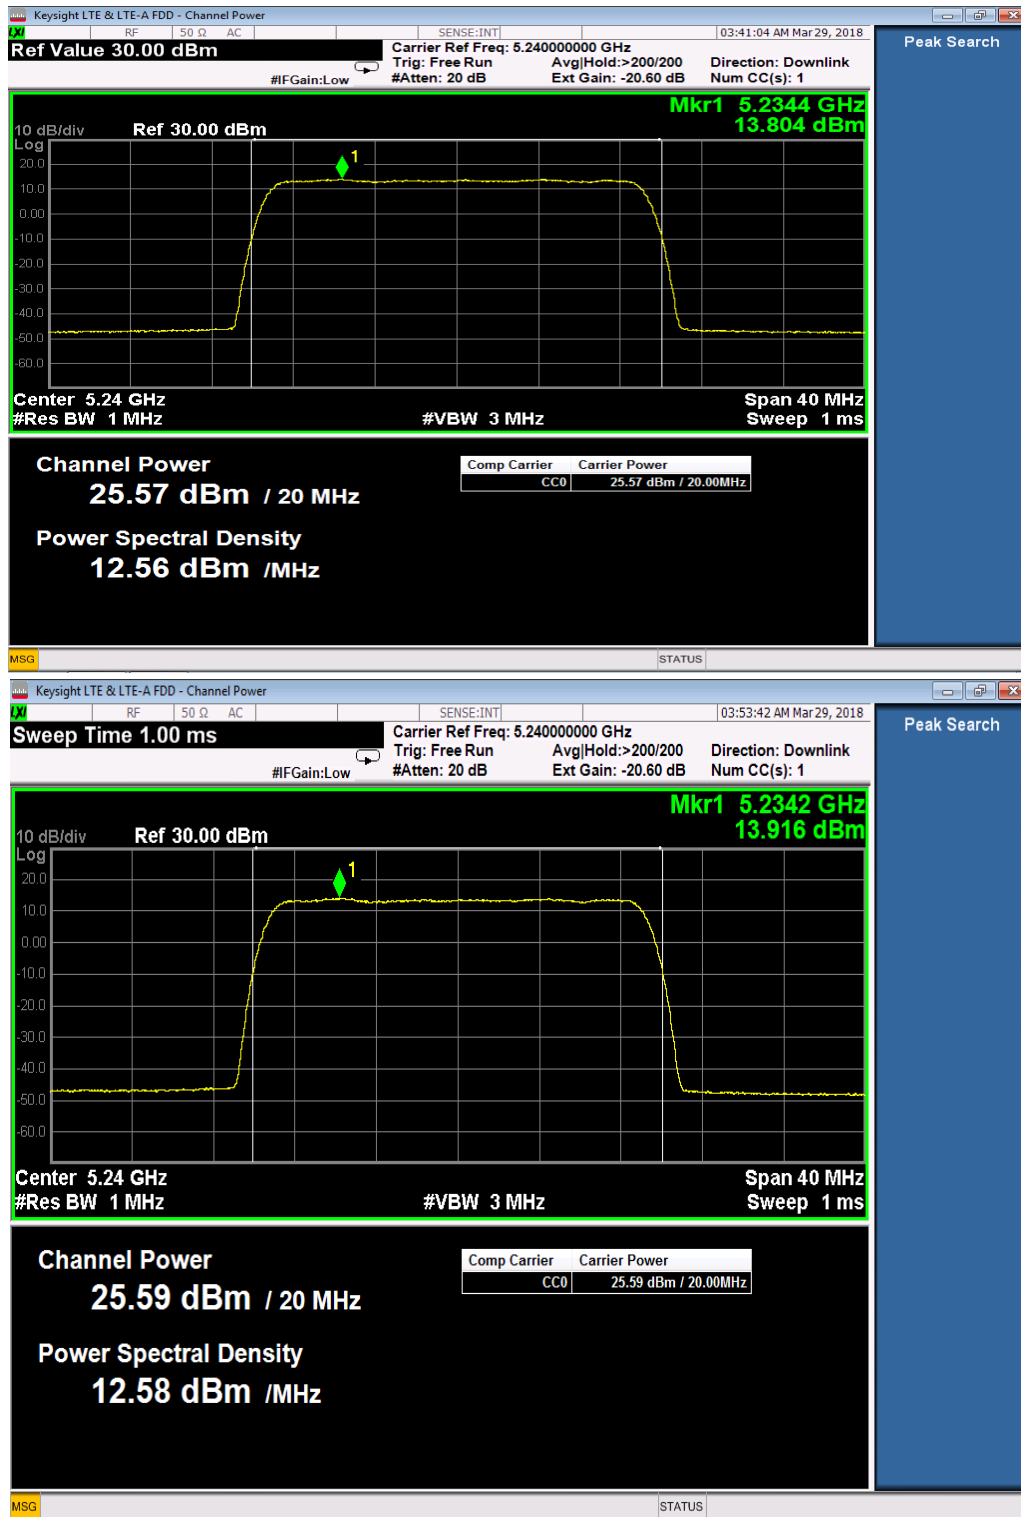 Keysight LTE & LTE-A FDD - Channel Power
LXI RF 50 Ω AC SENSE:INT 03:41:04 AM Mar 29, 2018
Ref Value 30.00 dBm
Carrier Ref Freq: 5.240000000 GHz
Trig: Free Run Avg|Hold:>200/200 Direction: Downlink
#IFGain:Low #Atten: 20 dB Ext Gain: -20.60 dB Num CC(s): 1
Peak Search
Mkr1 5.2344 GHz
13.804 dBm
10 dB/div Ref 30.00 dBm
Log
1
20.0
10.0
0.00
-10.0
-20.0
-30.0
-40.0
-50.0
-60.0
Center 5.24 GHz Span 40 MHz
#Res BW 1 MHz #VBW 3 MHz Sweep 1 ms
Channel Power
25.57 dBm / 20 MHz
Comp Carrier Carrier Power
CC0 25.57 dBm / 20.00MHz
Power Spectral Density
12.56 dBm /MHz
MSG STATUS
Keysight LTE & LTE-A FDD - Channel Power
LXI RF 50 Ω AC SENSE:INT 03:53:42 AM Mar 29, 2018
Sweep Time 1.00 ms
Carrier Ref Freq: 5.240000000 GHz
Trig: Free Run Avg|Hold:>200/200 Direction: Downlink
#IFGain:Low #Atten: 20 dB Ext Gain: -20.60 dB Num CC(s): 1
Peak Search
Mkr1 5.2342 GHz
13.916 dBm
10 dB/div Ref 30.00 dBm
Log
1
20.0
10.0
0.00
-10.0
-20.0
-30.0
-40.0
-50.0
-60.0
Center 5.24 GHz Span 40 MHz
#Res BW 1 MHz #VBW 3 MHz Sweep 1 ms
Channel Power
25.59 dBm / 20 MHz
Comp Carrier Carrier Power
CC0 25.59 dBm / 20.00MHz
Power Spectral Density
12.58 dBm /MHz
MSG STATUS